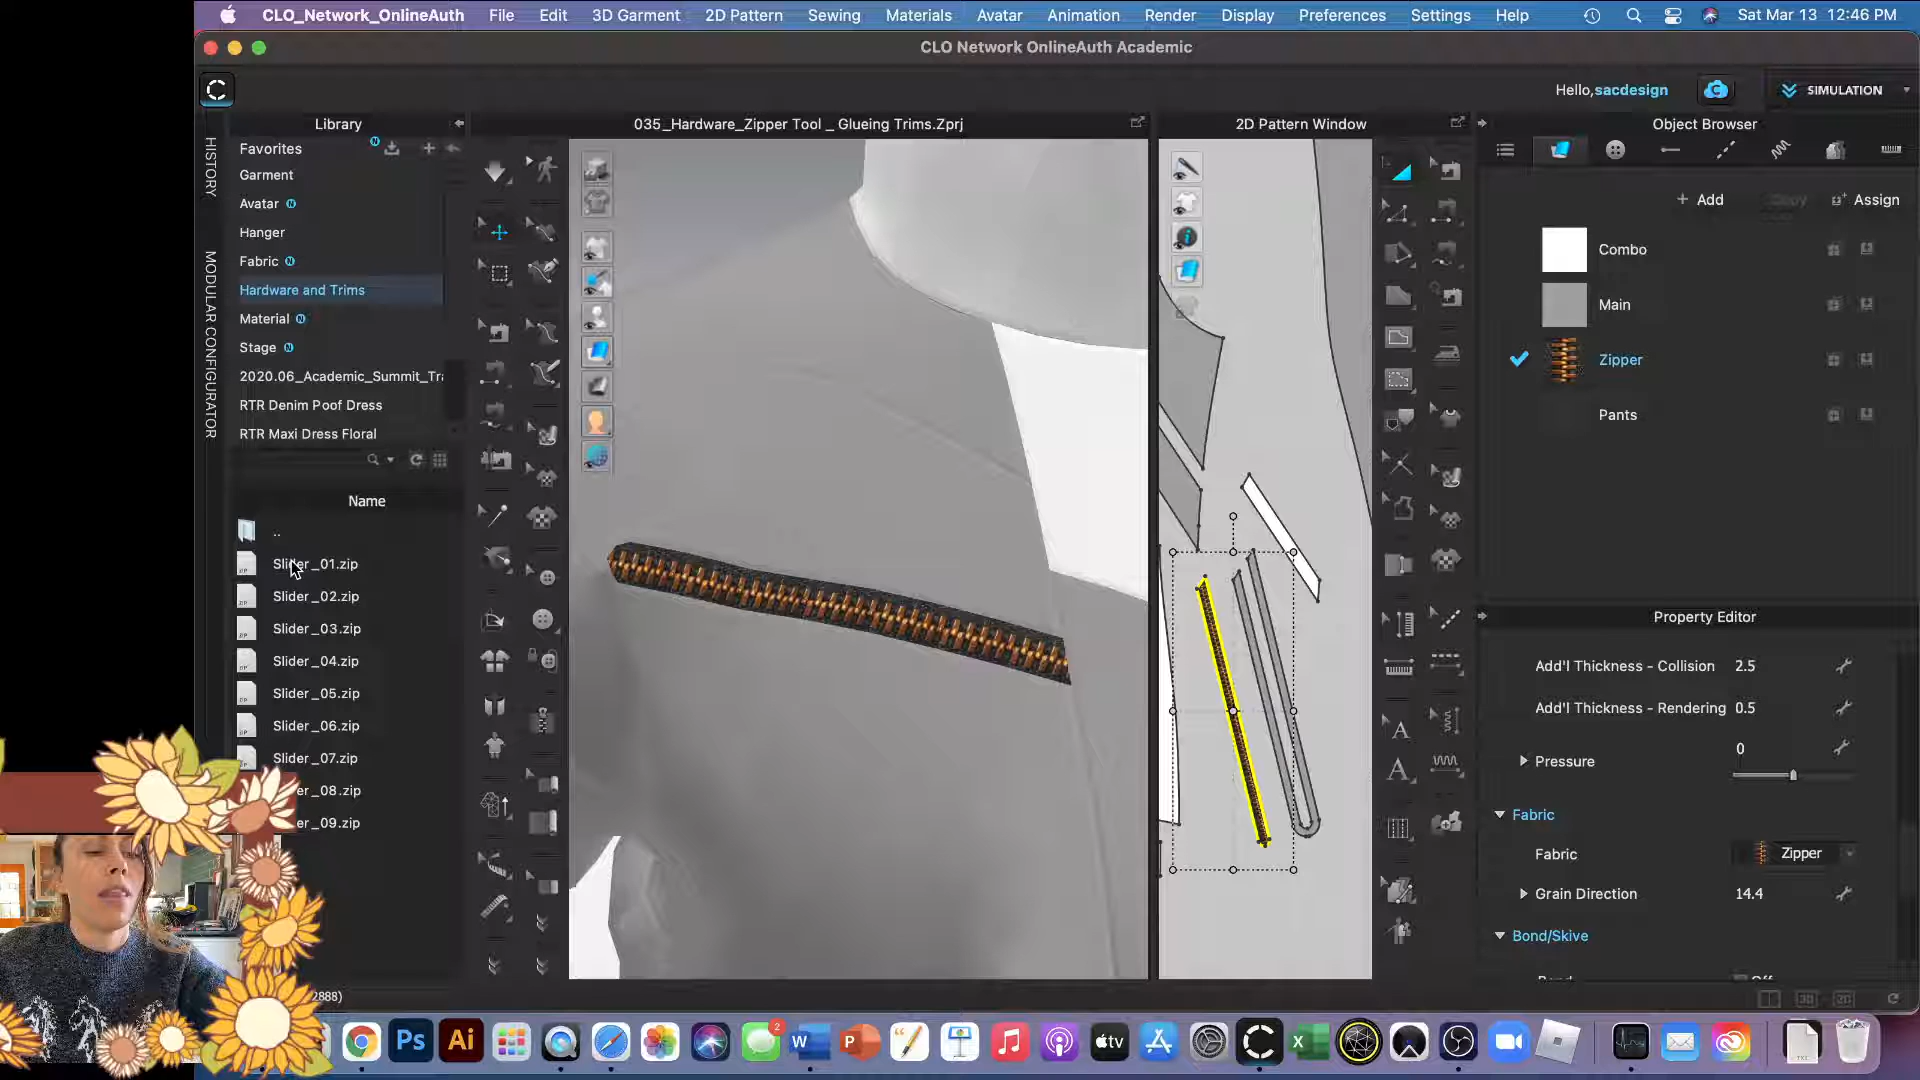 CLO_Network_OnlineAuth File Edit 3D Garment 2D Pattern Sewing Materials Avatar Animation Render Display Preferences Settings Help Sat Mar 13 12:46 PM
CLO Network OnlineAuth Academic
Hello,sacdesign
SIMULATION
Library
035_Hardware_Zipper Tool _ Glueing Trims.Zprj
2D Pattern Window
Object Browser
HISTORY
MODULAR CONFIGURATOR
Favorites
Garment
Avatar
Hanger
Fabric
Hardware and Trims
Material
Stage
2020.06_Academic_Summit_Tra
RTR Denim Poof Dress
RTR Maxi Dress Floral
Name
..
Slider_01.zip
Slider_02.zip
Slider_03.zip
Slider_04.zip
Slider_05.zip
Slider_06.zip
Slider_07.zip
er_08.zip
er_09.zip
2888)
+ Add Copy Assign
Combo
Main
Zipper
Pants
Property Editor
Add'l Thickness - Collision 2.5
Add'l Thickness - Rendering 0.5
Pressure 0
Fabric
Fabric Zipper
Grain Direction 14.4
Bond/Skive
3D 2D
Ps Ai 2 W P tv X